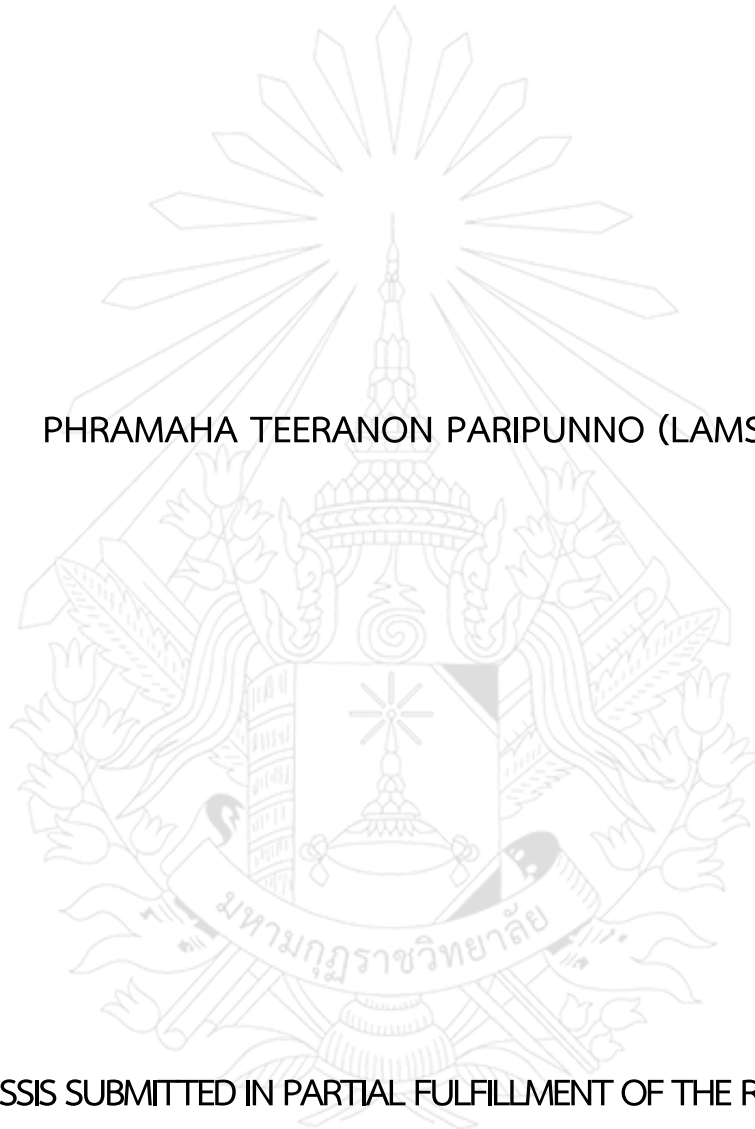 PHRAMAHA TEERANON PARIPUNNO (LAMS
มหามกุฏราชวิทยาลัย
SSIS SUBMITTED IN PARTIAL FULFILLMENT OF THE R